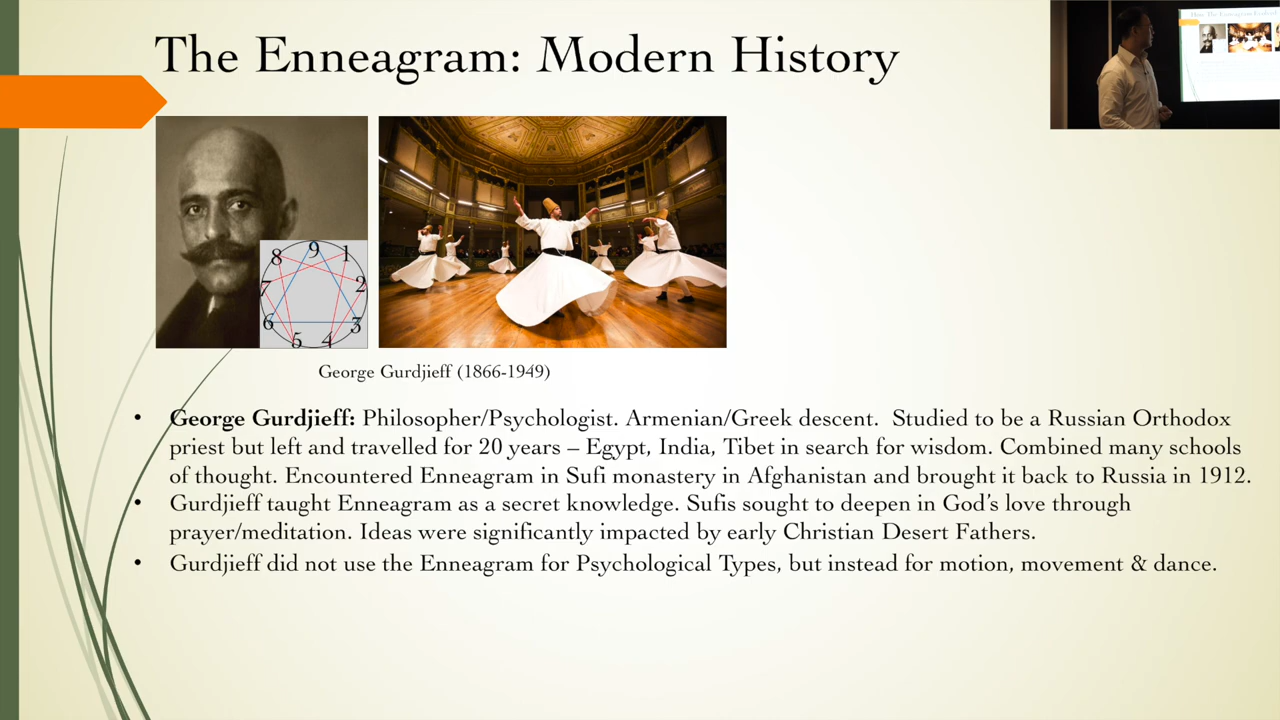 The Enneagram: Modern History
9
8
1
7
2
6
3
5
4
George Gurdjieff (1866-1949)
• George Gurdjieff: Philosopher/Psychologist. Armenian/Greek descent. Studied to be a Russian Orthodox
priest but left and travelled for 20 years – Egypt, India, Tibet in search for wisdom. Combined many schools
of thought. Encountered Enneagram in Sufi monastery in Afghanistan and brought it back to Russia in 1912.
• Gurdjieff taught Enneagram as a secret knowledge. Sufis sought to deepen in God's love through
prayer/meditation. Ideas were significantly impacted by early Christian Desert Fathers.
• Gurdjieff did not use the Enneagram for Psychological Types, but instead for motion, movement & dance.